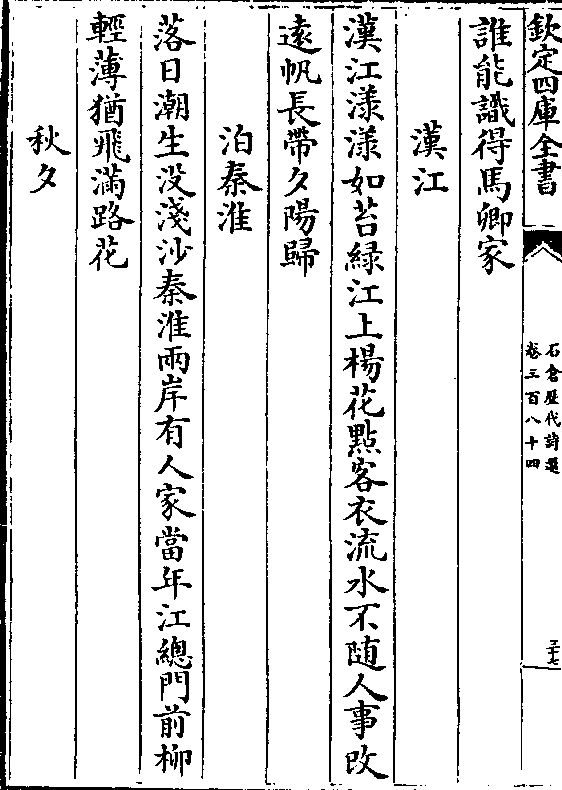 欽定四庫全書
石倉歷代詩選
卷三百八十四
三十七
誰能識得馬卿家
漢江
漢江漾漾如苔綠江上楊花點客衣流水不隨人事改
遠帆長帶夕陽歸
泊秦淮
落日潮生没淺沙秦淮兩岸有人家當年江總門前柳
輕薄猶飛滿路花
秋夕